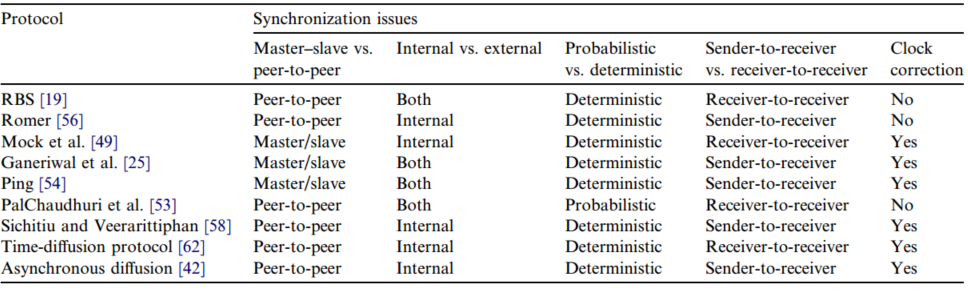 Protocol Synchronization issues
Master–slave vs. Internal vs. external Probabilistic Sender-to-receiver Clock
peer-to-peer vs. deterministic vs. receiver-to-receiver correction
RBS [19] Peer-to-peer Both Deterministic Receiver-to-receiver No
Romer [56] Peer-to-peer Internal Deterministic Sender-to-receiver No
Mock et al. [49] Master/slave Internal Deterministic Receiver-to-receiver Yes
Ganeriwal et al. [25] Master/slave Both Deterministic Sender-to-receiver Yes
Ping [54] Master/slave Both Deterministic Sender-to-receiver Yes
PalChaudhuri et al. [53] Peer-to-peer Both Probabilistic Receiver-to-receiver No
Sichitiu and Veerarittiphan [58] Peer-to-peer Internal Deterministic Sender-to-receiver Yes
Time-diffusion protocol [62] Peer-to-peer Internal Deterministic Receiver-to-receiver Yes
Asynchronous diffusion [42] Peer-to-peer Internal Deterministic Sender-to-receiver Yes